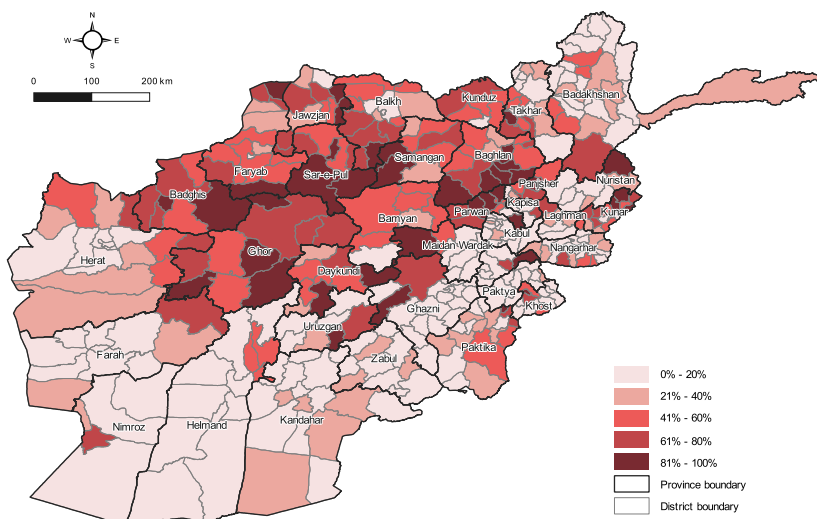 N
W E
S
0 100 200 km
Badakhshan
Balkh
Kunduz
Takhar
Jawzjan
Samangan
Baghlan
Faryab
Sar-e-Pul
Panjsher
Nuristan
Badghis
Bamyan
Parwan
Kapisa
Laghman
Kunar
Kabul
Maidan Wardak
Nangarhar
Herat
Ghor
Daykundi
Paktya
Ghazni
Khost
Uruzgan
Farah
Zabul
Paktika
Nimroz
Helmand
Kandahar
0% - 20%
21% - 40%
41% - 60%
61% - 80%
81% - 100%
Province boundary
District boundary